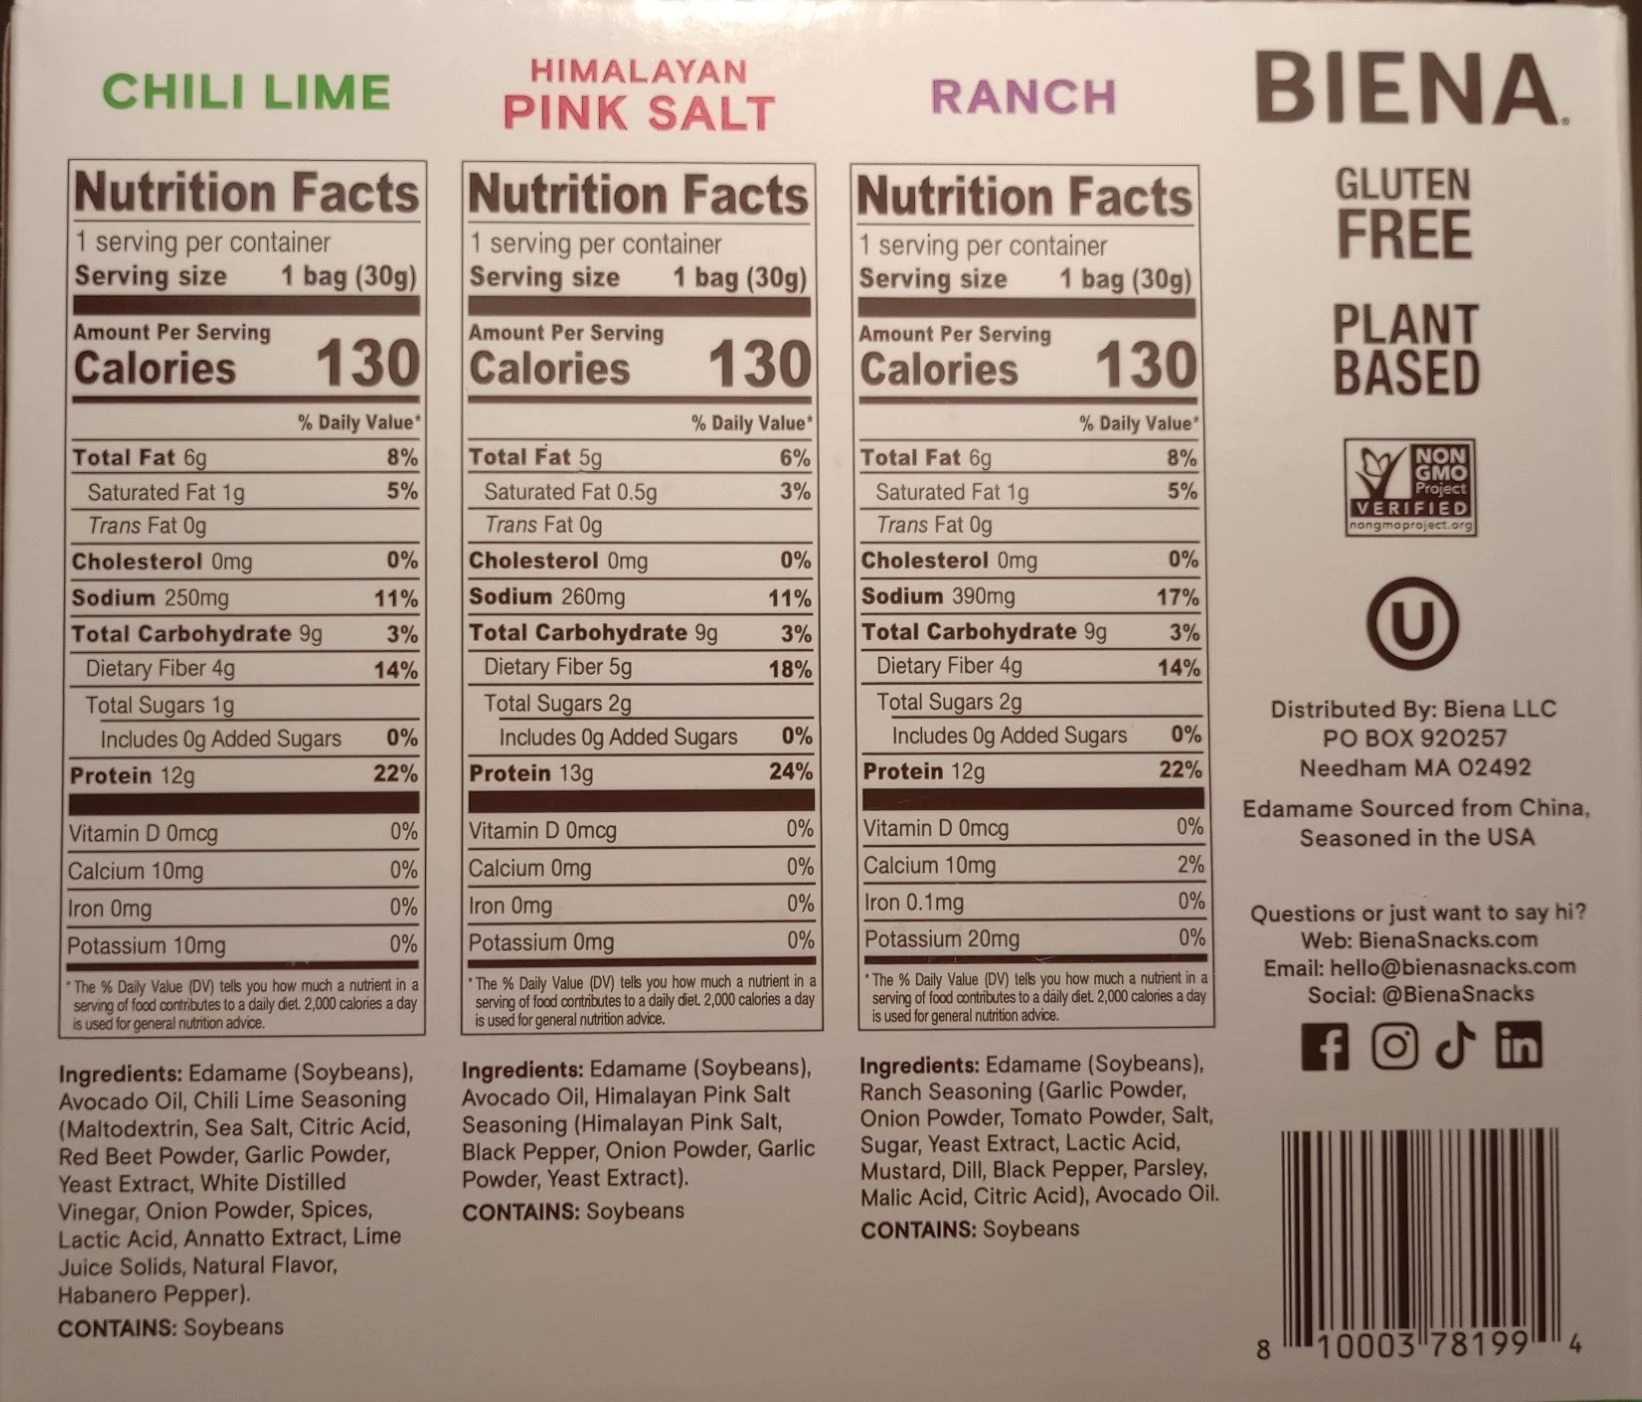 CHILI LIME
Nutrition Facts
1 serving per container
Serving size 1 bag (30g)
Amount Per Serving
Calories 130
% Daily Value*
Total Fat 6g 8%
Saturated Fat 1g 5%
Trans Fat 0g
Cholesterol 0mg 0%
Sodium 250mg 11%
Total Carbohydrate 9g 3%
Dietary Fiber 4g 14%
Total Sugars 1g
Includes 0g Added Sugars 0%
Protein 12g 22%
Vitamin D 0mcg 0%
Calcium 10mg 0%
Iron 0mg 0%
Potassium 10mg 0%
* The % Daily Value (DV) tells you how much a nutrient in a
serving of food contributes to a daily diet. 2,000 calories a day
is used for general nutrition advice.
Ingredients: Edamame (Soybeans),
Avocado Oil, Chili Lime Seasoning
(Maltodextrin, Sea Salt, Citric Acid,
Red Beet Powder, Garlic Powder,
Yeast Extract, White Distilled
Vinegar, Onion Powder, Spices,
Lactic Acid, Annatto Extract, Lime
Juice Solids, Natural Flavor,
Habanero Pepper).
CONTAINS: Soybeans
HIMALAYAN
PINK SALT
Nutrition Facts
1 serving per container
Serving size 1 bag (30g)
Amount Per Serving
Calories 130
% Daily Value*
Total Fat 5g 6%
Saturated Fat 0.5g 3%
Trans Fat 0g
Cholesterol 0mg 0%
Sodium 260mg 11%
Total Carbohydrate 9g 3%
Dietary Fiber 5g 18%
Total Sugars 2g
Includes 0g Added Sugars 0%
Protein 13g 24%
Vitamin D 0mcg 0%
Calcium 0mg 0%
Iron 0mg 0%
Potassium 0mg 0%
* The % Daily Value (DV) tells you how much a nutrient in a
serving of food contributes to a daily diet. 2,000 calories a day
is used for general nutrition advice.
Ingredients: Edamame (Soybeans),
Avocado Oil, Himalayan Pink Salt
Seasoning (Himalayan Pink Salt,
Black Pepper, Onion Powder, Garlic
Powder, Yeast Extract).
CONTAINS: Soybeans
RANCH
Nutrition Facts
1 serving per container
Serving size 1 bag (30g)
Amount Per Serving
Calories 130
% Daily Value*
Total Fat 6g 8%
Saturated Fat 1g 5%
Trans Fat 0g
Cholesterol 0mg 0%
Sodium 390mg 17%
Total Carbohydrate 9g 3%
Dietary Fiber 4g 14%
Total Sugars 2g
Includes 0g Added Sugars 0%
Protein 12g 22%
Vitamin D 0mcg 0%
Calcium 10mg 2%
Iron 0.1mg 0%
Potassium 20mg 0%
* The % Daily Value (DV) tells you how much a nutrient in a
serving of food contributes to a daily diet. 2,000 calories a day
is used for general nutrition advice.
Ingredients: Edamame (Soybeans),
Ranch Seasoning (Garlic Powder,
Onion Powder, Tomato Powder, Salt,
Sugar, Yeast Extract, Lactic Acid,
Mustard, Dill, Black Pepper, Parsley,
Malic Acid, Citric Acid), Avocado Oil.
CONTAINS: Soybeans
BIENA®
GLUTEN
FREE
PLANT
BASED
NON
GMO
Project
VERIFIED
nongmoproject.org
U
Distributed By: Biena LLC
PO BOX 920257
Needham MA 02492
Edamame Sourced from China,
Seasoned in the USA
Questions or just want to say hi?
Web: BienaSnacks.com
Email: hello@bienasnacks.com
Social: @BienaSnacks
f in
8 10003 78199 4